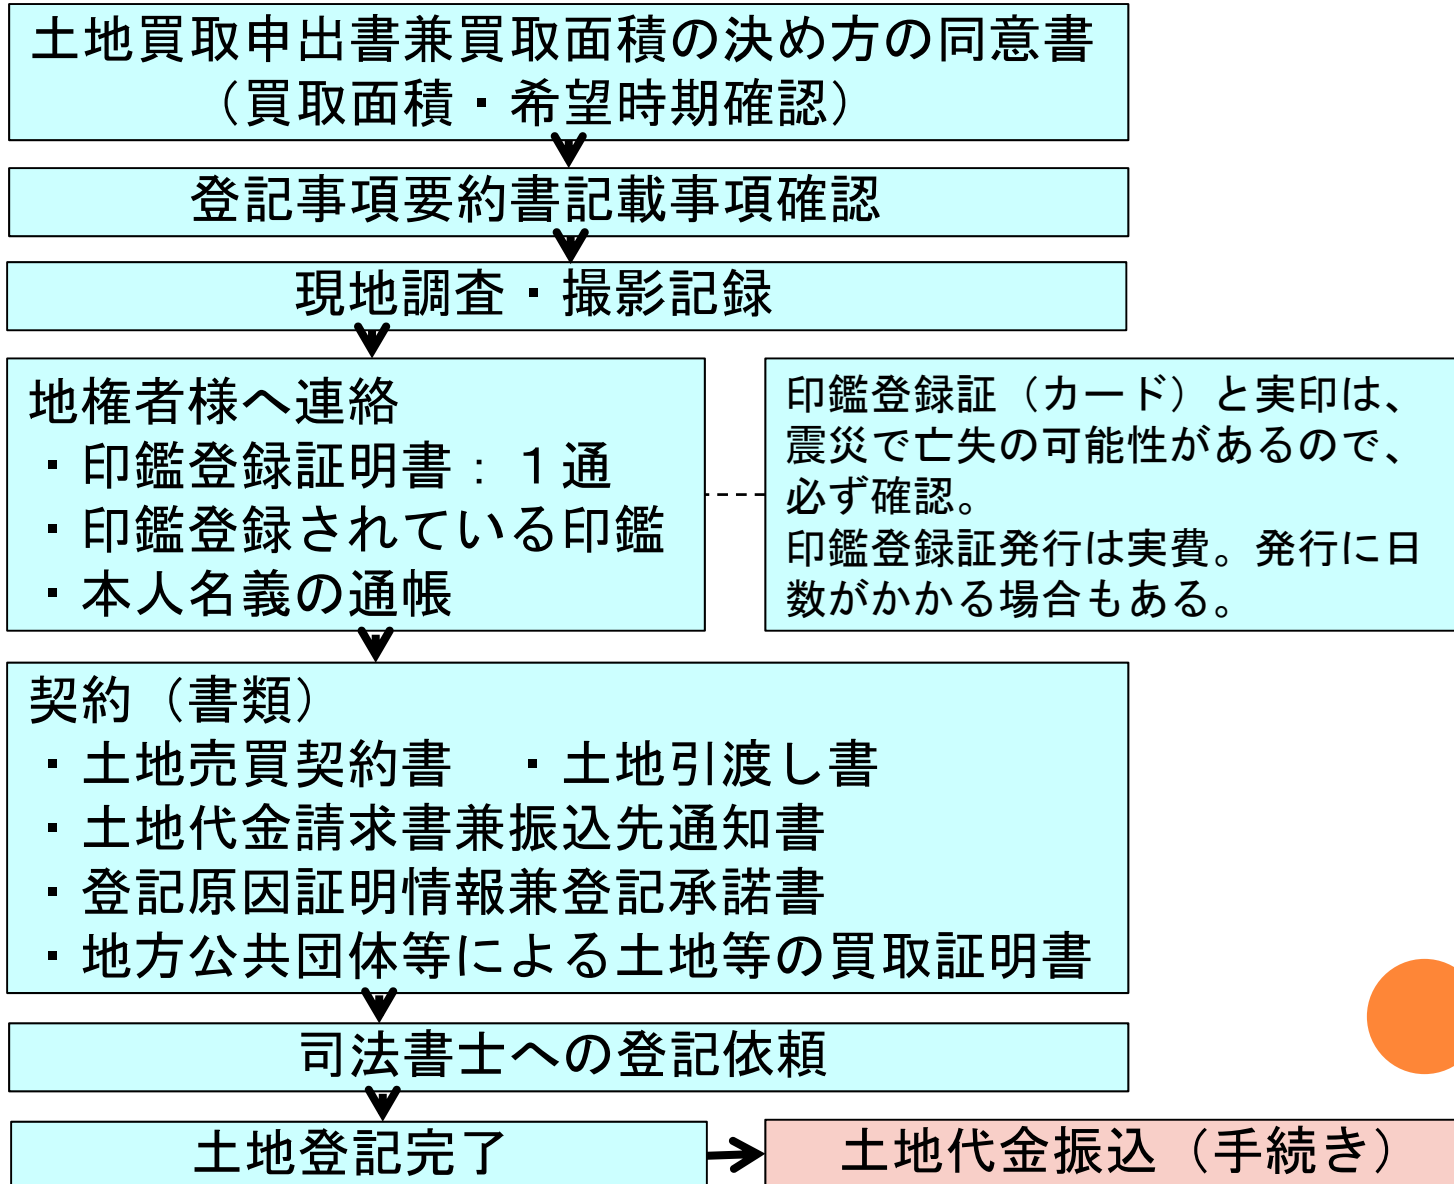 土地買取申出書兼買取面積の決め方の同意書
（買取面積・希望時期確認）
登記事項要約書記載事項確認
現地調査・撮影記録
地権者様へ連絡
・印鑑登録証明書：１通
・印鑑登録されている印鑑
・本人名義の通帳
印鑑登録証（カード）と実印は、
震災で亡失の可能性があるので、
必ず確認。
印鑑登録証発行は実費。発行に日
数がかかる場合もある。
契約（書類）
・土地売買契約書　・土地引渡し書
・土地代金請求書兼振込先通知書
・登記原因証明情報兼登記承諾書
・地方公共団体等による土地等の買取証明書
司法書士への登記依頼
土地登記完了
土地代金振込（手続き）